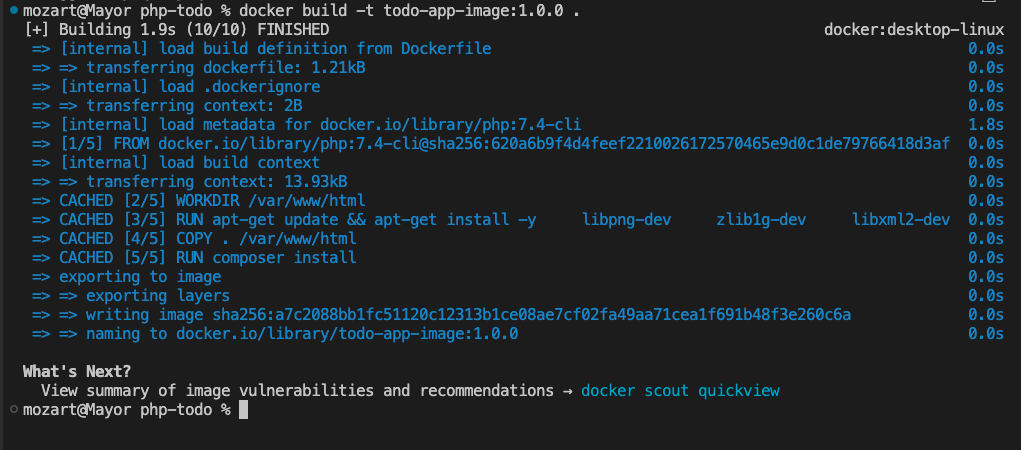 mozart@Mayor php-todo % docker build -t todo-app-image:1.0.0 .
[+] Building 1.9s (10/10) FINISHED docker:desktop-linux
=> [internal] load build definition from Dockerfile 0.0s
=> => transferring dockerfile: 1.21kB 0.0s
=> [internal] load .dockerignore 0.0s
=> => transferring context: 2B 0.0s
=> [internal] load metadata for docker.io/library/php:7.4-cli 1.8s
=> [1/5] FROM docker.io/library/php:7.4-cli@sha256:620a6b9f4d4feef2210026172570465e9d0c1de79766418d3af 0.0s
=> [internal] load build context 0.0s
=> => transferring context: 13.93kB 0.0s
=> CACHED [2/5] WORKDIR /var/www/html 0.0s
=> CACHED [3/5] RUN apt-get update && apt-get install -y libpng-dev zlib1g-dev libxml2-dev 0.0s
=> CACHED [4/5] COPY . /var/www/html 0.0s
=> CACHED [5/5] RUN composer install 0.0s
=> exporting to image 0.0s
=> => exporting layers 0.0s
=> => writing image sha256:a7c2088bb1fc51120c12313b1ce08ae7cf02fa49aa71cea1f691b48f3e260c6a 0.0s
=> => naming to docker.io/library/todo-app-image:1.0.0 0.0s
What's Next?
View summary of image vulnerabilities and recommendations → docker scout quickview
mozart@Mayor php-todo %